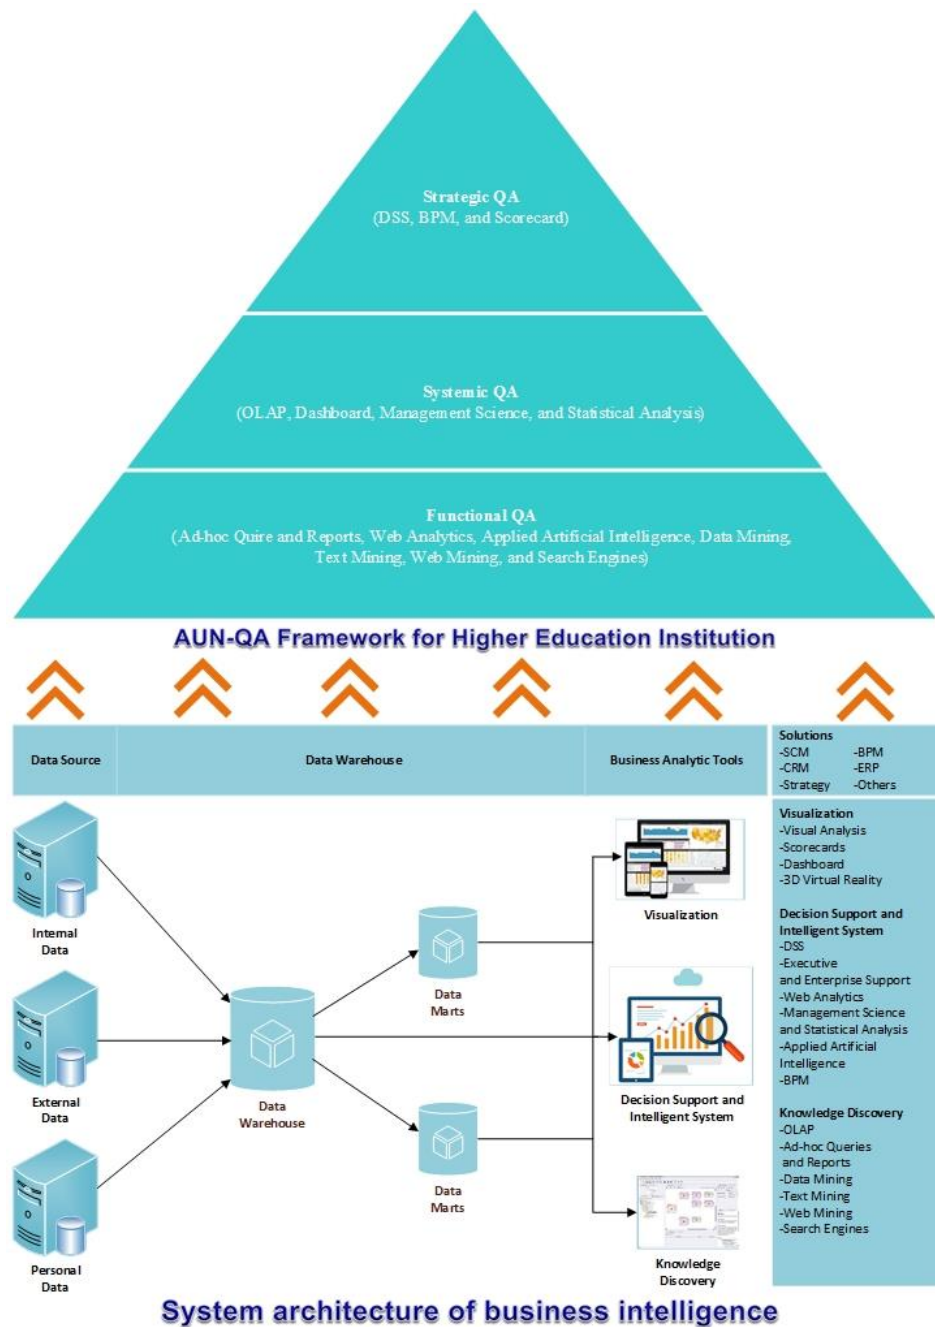 Strategic QA
(DSS, BPM, and Scorecard)
Systemic QA
(OLAP, Dashboard, Management Science, and Statistical Analysis)
Functional QA
(Ad-hoc Quire and Reports, Web Analytics, Applied Artificial Intelligence, Data Mining,
Text Mining, Web Mining, and Search Engines)
AUN-QA Framework for Higher Education Institution
Data Source
Data Warehouse
Business Analytic Tools
Solutions
-SCM -BPM
-CRM -ERP
-Strategy -Others
Internal
Data
External
Data
Personal
Data
Data
Warehouse
Data
Marts
Data
Marts
Visualization
Decision Support and
Intelligent System
Knowledge
Discovery
Visualization
-Visual Analysis
-Scorecards
-Dashboard
-3D Virtual Reality
Decision Support and
Intelligent System
-DSS
-Executive
and Enterprise Support
-Web Analytics
-Management Science
and Statistical Analysis
-Applied Artificial
Intelligence
-BPM
Knowledge Discovery
-OLAP
-Ad-hoc Queries
and Reports
-Data Mining
-Text Mining
-Web Mining
-Search Engines
System architecture of business intelligence